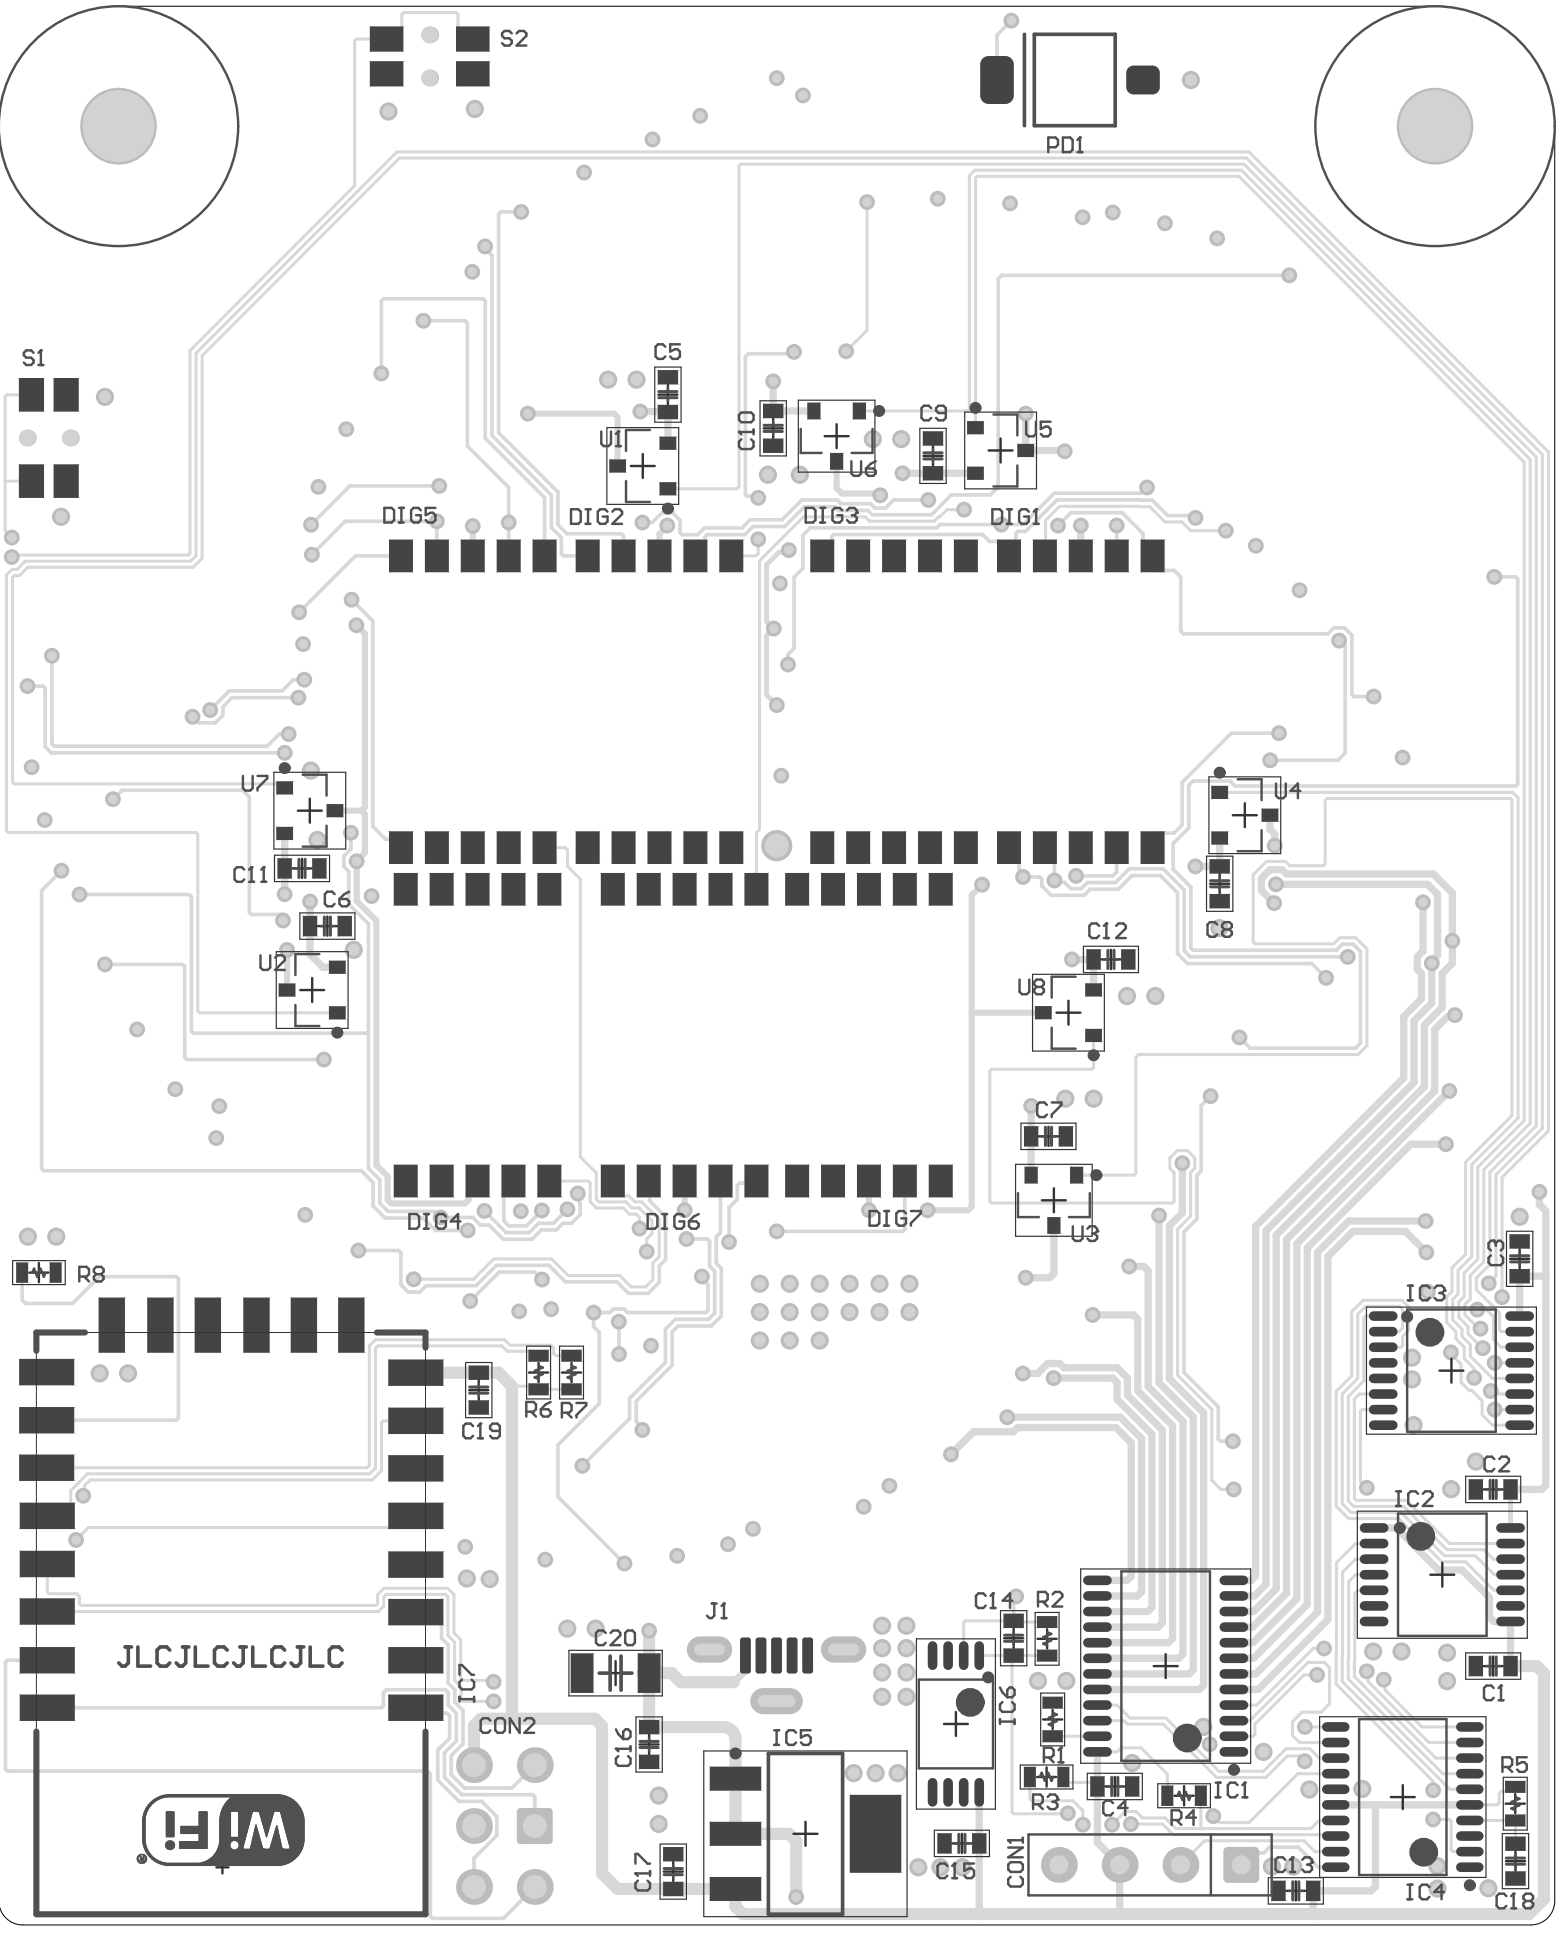 S2
PD1
S1
C5
C10
C9
U1
U6
U5
DIG5
DIG2
DIG3
DIG1
U7
U4
C11
C6
C8
U2
C12
U8
C7
DIG4
DIG6
DIG7
U3
R8
C3
IC3
R6
R7
C19
C2
IC2
C14
R2
J1
C20
JLCJLCJLCJLC
IC7
C1
CON2
C16
IC5
IC6
R1
R3
C4
R4
IC1
R5
WiFi
®
C17
C15
CON1
C13
IC4
C18